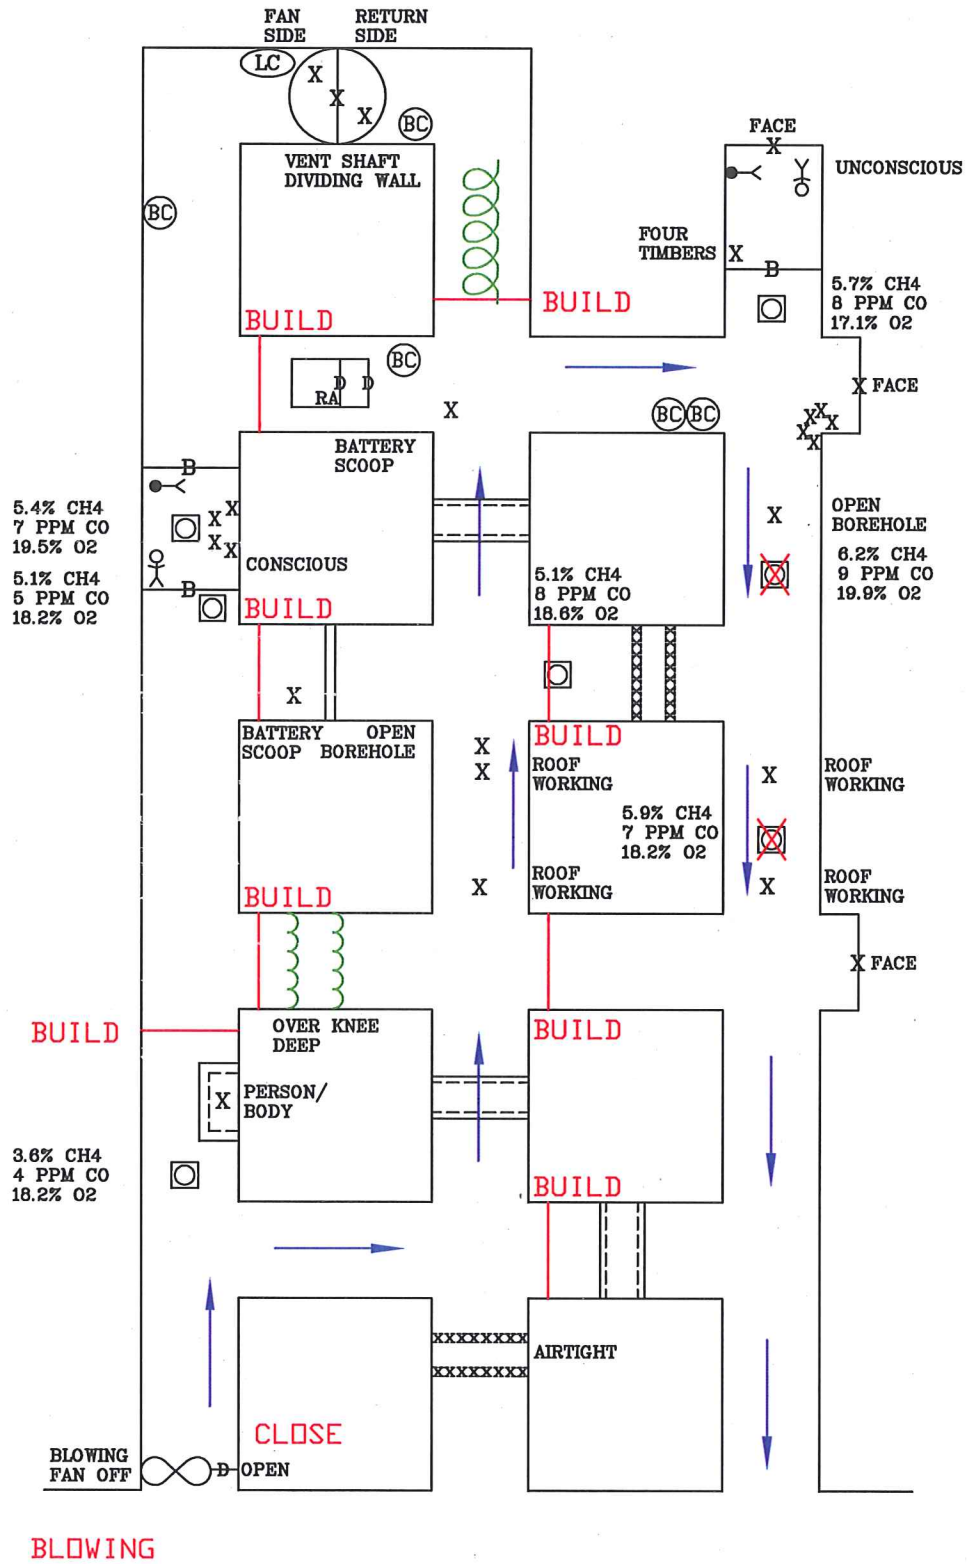 FAN
SIDE
RETURN
SIDE
LC
X
X
X
BC
VENT SHAFT
DIVIDING WALL
FACE
X
UNCONSCIOUS
BC
FOUR
TIMBERS
X
B
5.7% CH4
8 PPM CO
17.1% O2
BUILD
BUILD
BC
D D
RA
X
X FACE
BC BC
X X
X X
X
BATTERY
SCOOP
B
5.4% CH4
7 PPM CO
19.5% O2
X
X
X
X
X
OPEN
BOREHOLE
6.2% CH4
9 PPM CO
19.9% O2
CONSCIOUS
5.1% CH4
5 PPM CO
18.2% O2
B
5.1% CH4
8 PPM CO
18.6% O2
BUILD
X
BATTERY OPEN
SCOOP BOREHOLE
BUILD
X
X
ROOF
WORKING
X
ROOF
WORKING
5.9% CH4
7 PPM CO
18.2% O2
BUILD
X
ROOF
WORKING
X
ROOF
WORKING
X FACE
BUILD
OVER KNEE
DEEP
BUILD
X
PERSON/
BODY
3.6% CH4
4 PPM CO
18.2% O2
BUILD
XXXXXXXX
XXXXXXXX
AIRTIGHT
CLOSE
BLOWING
FAN OFF
D OPEN
BLOWING